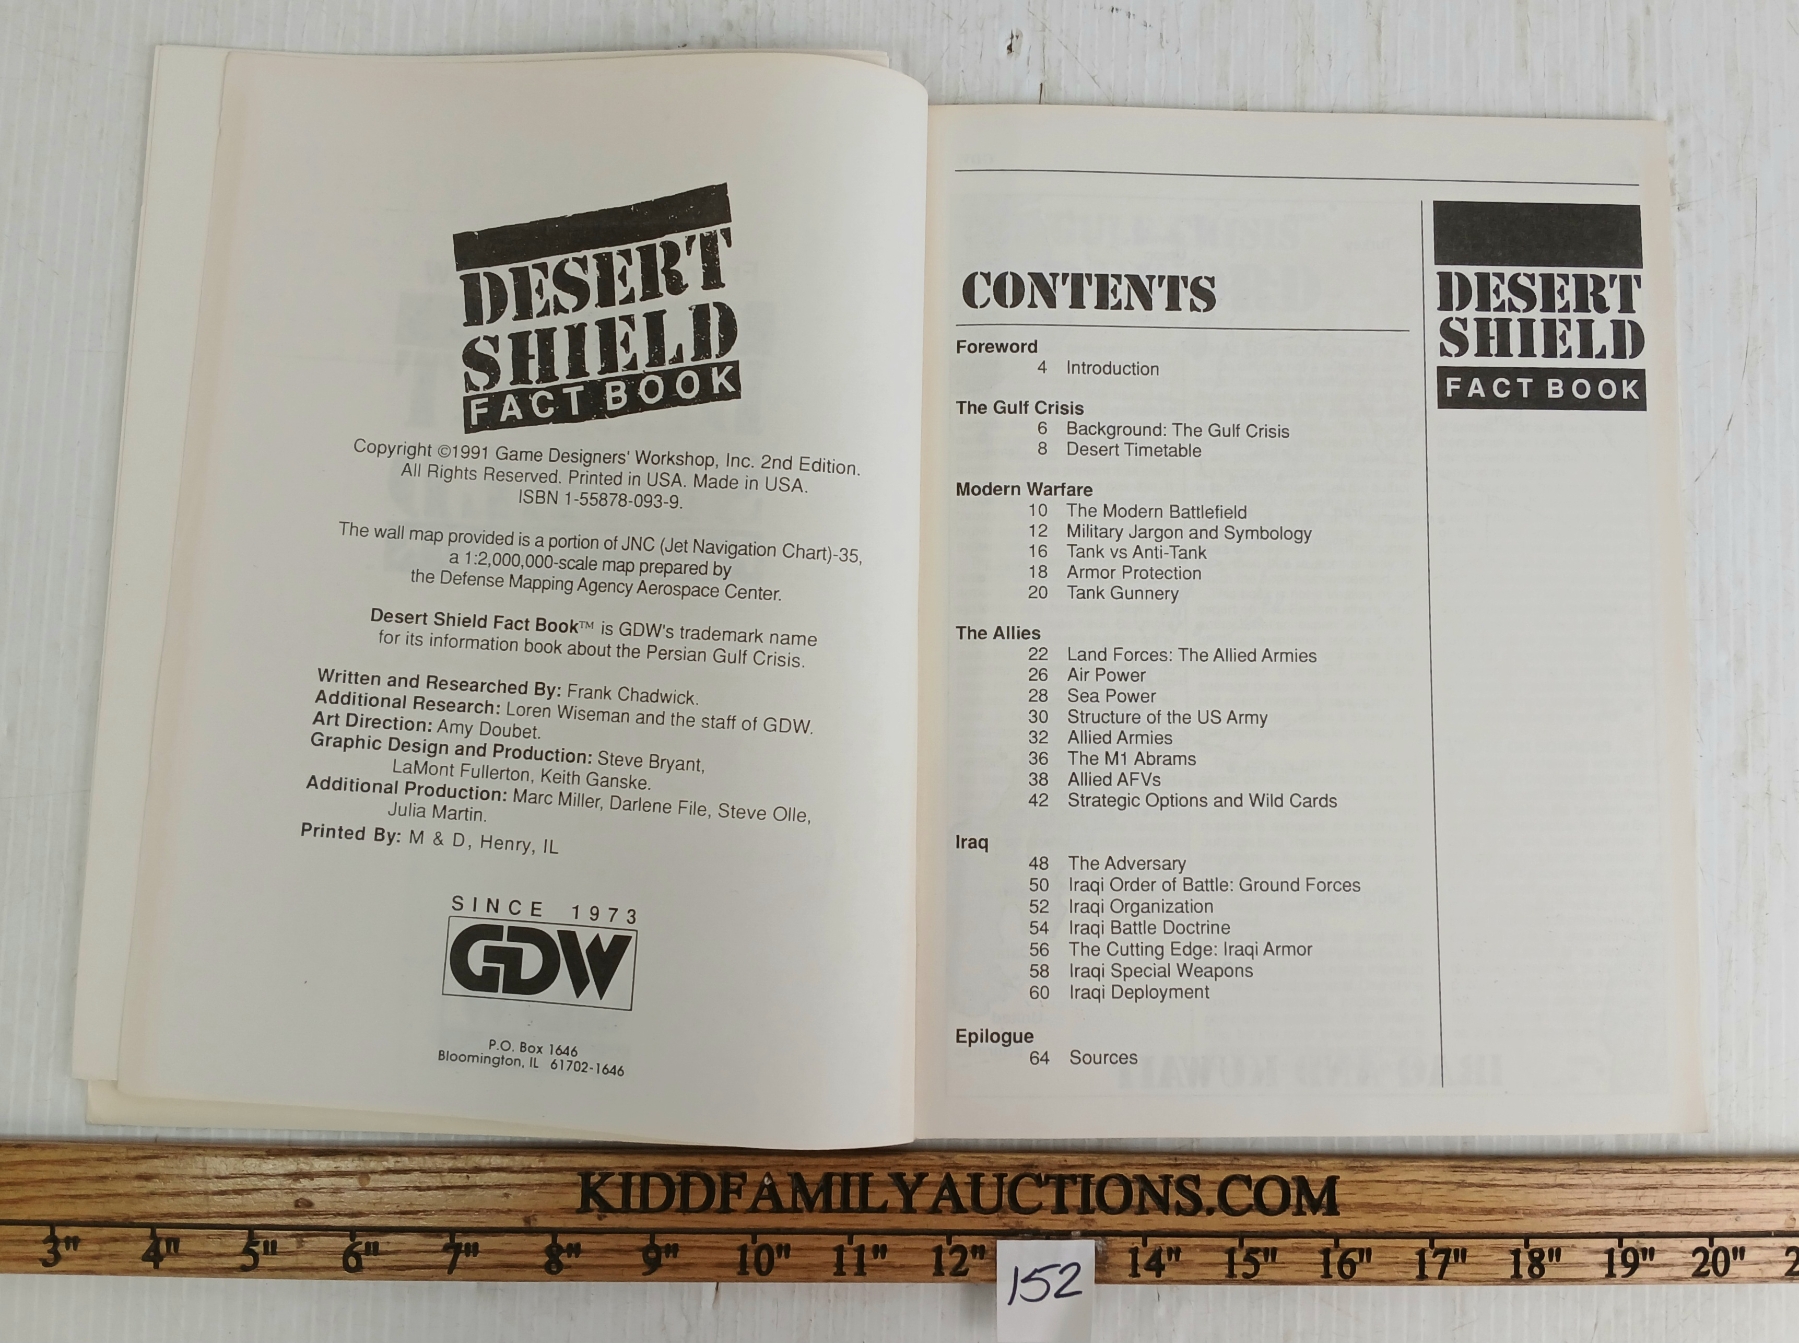 DESERT
SHIELD
FACT BOOK
Copyright ©1991 Game Designers' Workshop, Inc. 2nd Edition.
All Rights Reserved. Printed in USA. Made in USA.
ISBN 1-55878-093-9.
The wall map provided is a portion of JNC (Jet Navigation Chart)-35,
a 1:2,000,000-scale map prepared by
the Defense Mapping Agency Aerospace Center.
Desert Shield Fact Book™ is GDW's trademark name
for its information book about the Persian Gulf Crisis.
Written and Researched By: Frank Chadwick.
Additional Research: Loren Wiseman and the staff of GDW.
Art Direction: Amy Doubet.
Graphic Design and Production: Steve Bryant,
LaMont Fullerton, Keith Ganske.
Additional Production: Marc Miller, Darlene File, Steve Olle,
Julia Martin.
Printed By: M & D, Henry, IL
SINCE 1973
GDW
P.O. Box 1646
Bloomington, IL 61702-1646
CONTENTS
Foreword
4 Introduction
The Gulf Crisis
6 Background: The Gulf Crisis
8 Desert Timetable
Modern Warfare
10 The Modern Battlefield
12 Military Jargon and Symbology
16 Tank vs Anti-Tank
18 Armor Protection
20 Tank Gunnery
The Allies
22 Land Forces: The Allied Armies
26 Air Power
28 Sea Power
30 Structure of the US Army
32 Allied Armies
36 The M1 Abrams
38 Allied AFVs
42 Strategic Options and Wild Cards
Iraq
48 The Adversary
50 Iraqi Order of Battle: Ground Forces
52 Iraqi Organization
54 Iraqi Battle Doctrine
56 The Cutting Edge: Iraqi Armor
58 Iraqi Special Weapons
60 Iraqi Deployment
Epilogue
64 Sources
DESERT
SHIELD
FACT BOOK
KIDDFAMILYAUCTIONS.COM
3" 4" 5" 6" 7" 8" 9" 10" 11" 12" 14" 15" 16" 17" 18" 19" 20" 2
152